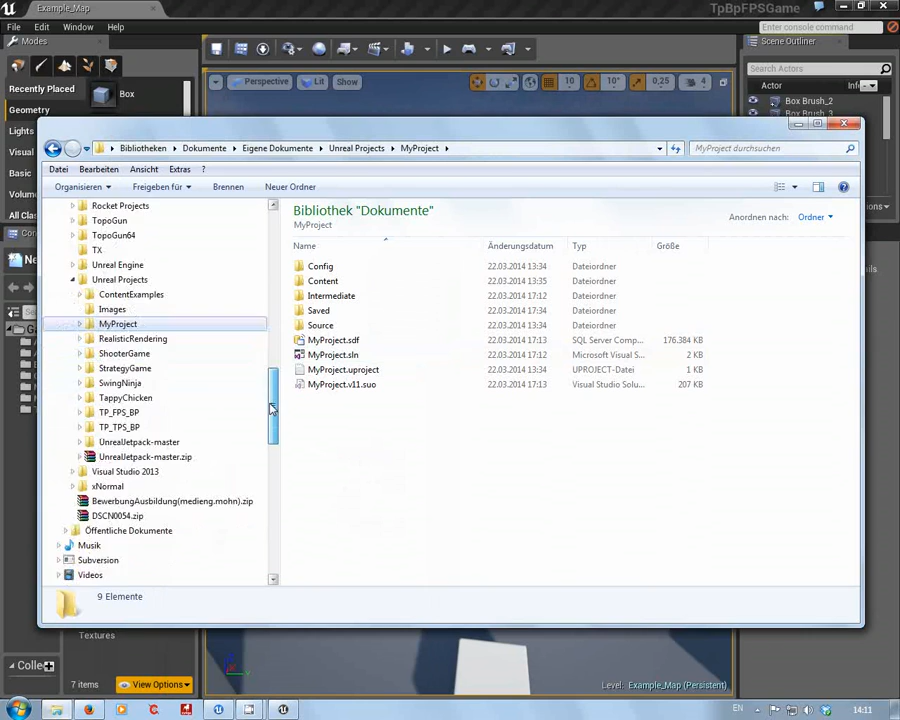 Example_Map
TpBpFPSGame
File Edit Window Help
Enter console command
Modes
Scene Outliner
Perspective Lit Show
10 10° 0,25 4
Search Actors
Recently Placed
Actor
Box
Box Brush_2
Geometry
Box Brush_3
Lights
Visual
Volumes
All Clas
Bibliotheken Dokumente Eigene Dokumente Unreal Projects MyProject
MyProject durchsuchen
Datei Bearbeiten Ansicht Extras ?
Organisieren Freigeben für Brennen Neuer Ordner
Rocket Projects
TopoGun
TopoGun64
TX
Unreal Engine
Unreal Projects
ContentExamples
Images
MyProject
RealisticRendering
ShooterGame
StrategyGame
SwingNinja
TappyChicken
TP_FPS_BP
TP_TPS_BP
UnrealJetpack-master
UnrealJetpack-master.zip
Visual Studio 2013
xNormal
BewerbungAusbildung(medieng.mohn).zip
DSCN0054.zip
Öffentliche Dokumente
Musik
Subversion
Videos
Bibliothek "Dokumente"
MyProject
Anordnen nach: Ordner
Name Änderungsdatum Typ Größe
Config 22.03.2014 13:34 Dateiordner
Content 22.03.2014 13:35 Dateiordner
Intermediate 22.03.2014 17:12 Dateiordner
Saved 22.03.2014 13:34 Dateiordner
Source 22.03.2014 13:34 Dateiordner
MyProject.sdf 22.03.2014 17:13 SQL Server Comp... 176.384 KB
MyProject.sln 22.03.2014 17:12 Microsoft Visual S... 2 KB
MyProject.uproject 22.03.2014 13:34 UPROJECT-Datei 1 KB
MyProject.v11.suo 22.03.2014 17:13 Visual Studio Solu... 207 KB
9 Elemente
Textures
Colle
7 items View Options
Level: Example_Map (Persistent)
EN 14:11